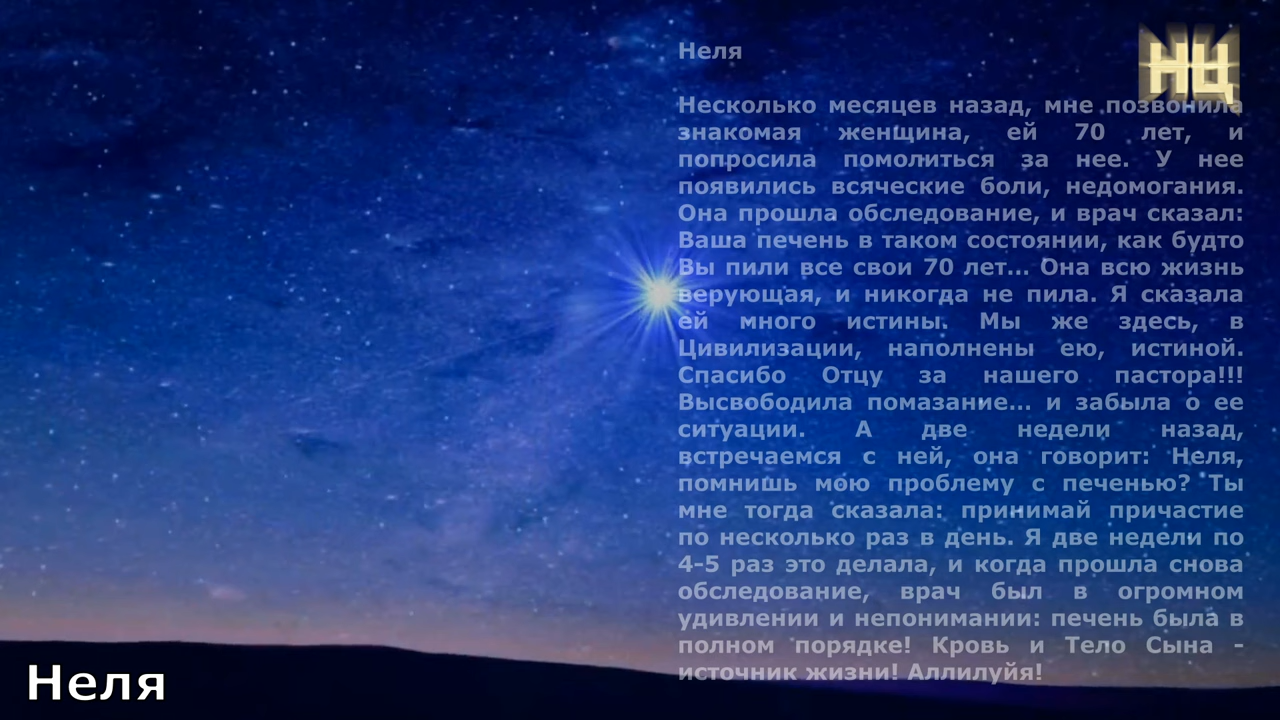 НЦ
Неля
Несколько месяцев назад, мне позвонила
знакомая женщина, ей 70 лет, и
попросила помолиться за нее. У нее
появились всяческие боли, недомогания.
Она прошла обследование, и врач сказал:
Ваша печень в таком состоянии, как будто
Вы пили все свои 70 лет... Она всю жизнь
верующая, и никогда не пила. Я сказала
ей много истины. Мы же здесь, в
Цивилизации, наполнены ею, истиной.
Спасибо Отцу за нашего пастора!!!
Высвободила помазание... и забыла о ее
ситуации. А две недели назад,
встречаемся с ней, она говорит: Неля,
помнишь мою проблему с печенью? Ты
мне тогда сказала: принимай причастие
по несколько раз в день. Я две недели по
4-5 раз это делала, и когда прошла снова
обследование, врач был в огромном
удивлении и непонимании: печень была в
полном порядке! Кровь и Тело Сына -
источник жизни! Аллилуйя!
Неля